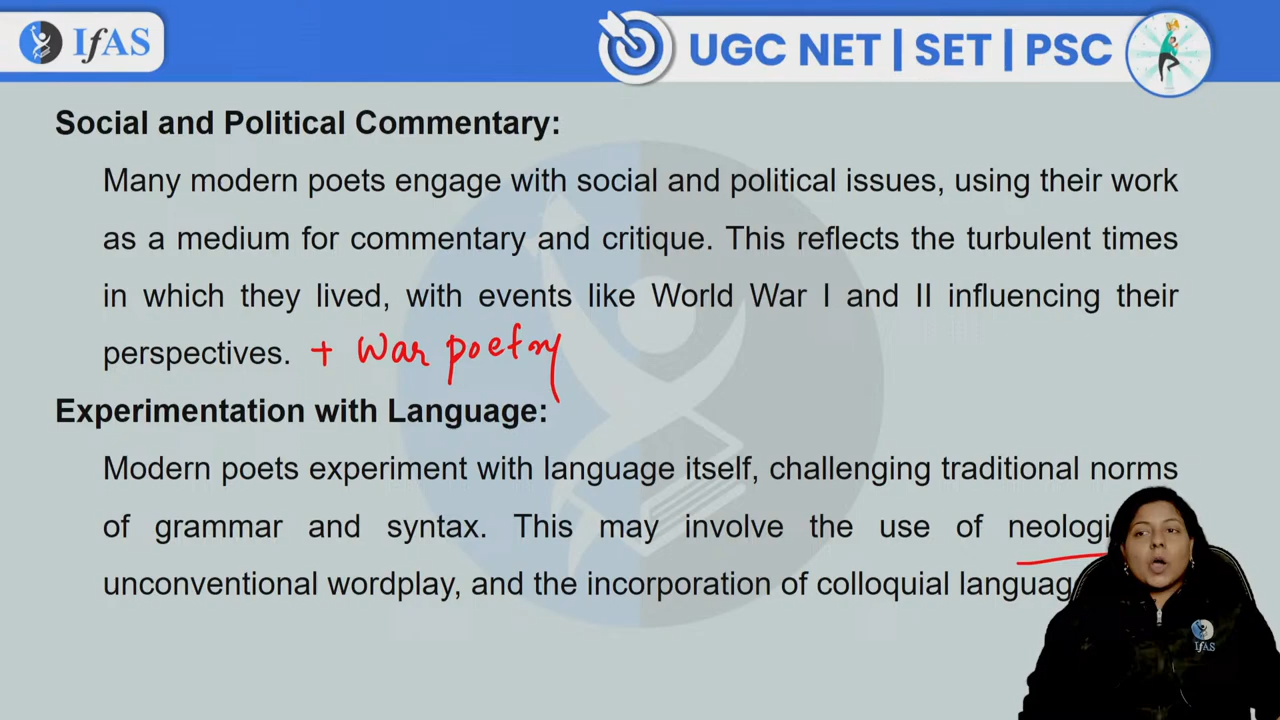 IfAS
UGC NET | SET | PSC
Social and Political Commentary:
Many modern poets engage with social and political issues, using their work
as a medium for commentary and critique. This reflects the turbulent times
in which they lived, with events like World War I and II influencing their
perspectives. + War poetry
Experimentation with Language:
Modern poets experiment with language itself, challenging traditional norms
of grammar and syntax. This may involve the use of
unconventional wordplay, and the incorporation of colloquial
IfAS